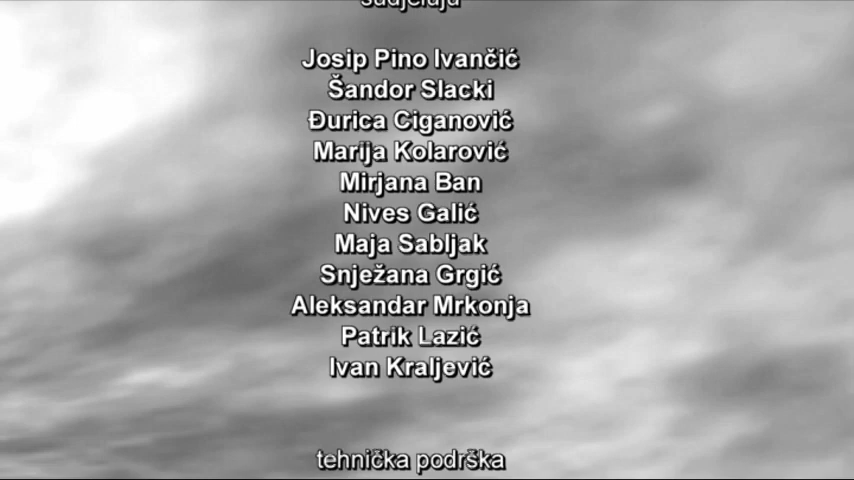 sudjeluju
Josip Pino Ivančić
Šandor Slacki
Đurica Ciganović
Marija Kolarović
Mirjana Ban
Nives Galić
Maja Sabljak
Snježana Grgić
Aleksandar Mrkonja
Patrik Lazić
Ivan Kraljević
tehnička podrška